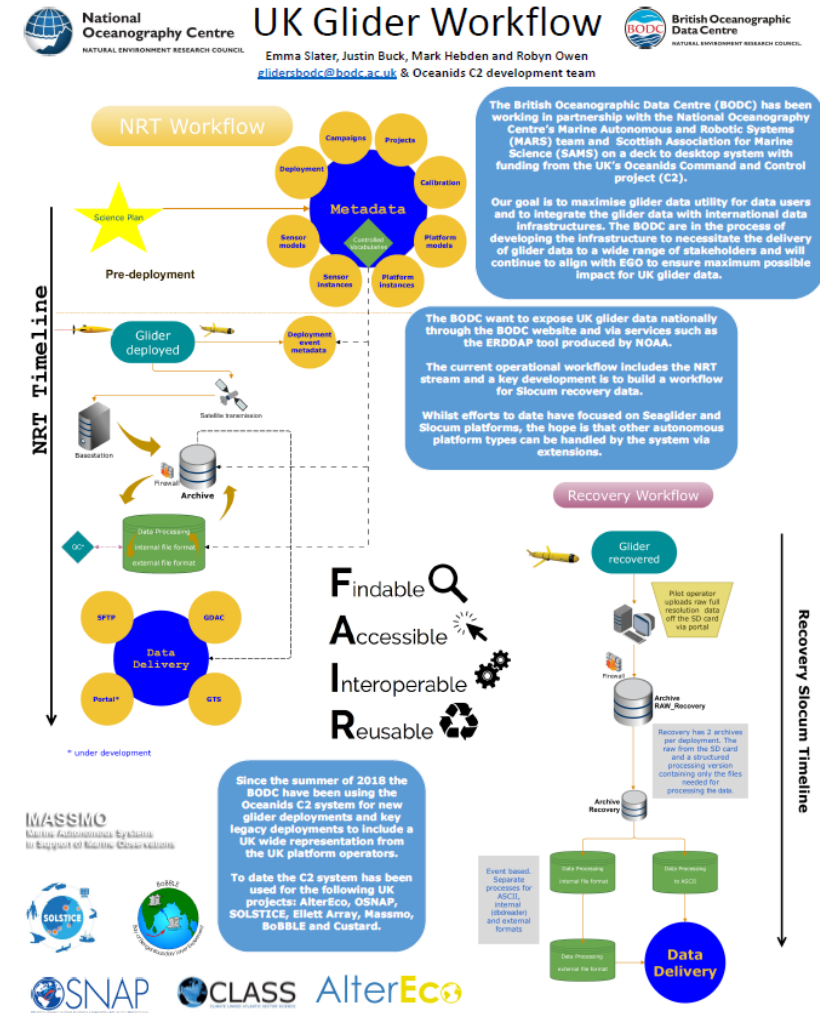 National
Oceanography Centre
NATURAL ENVIRONMENT RESEARCH COUNCIL
UK Glider Workflow
British Oceanographic
Data Centre
NATURAL ENVIRONMENT RESEARCH COUNCIL
BODC
Emma Slater, Justin Buck, Mark Hebden and Robyn Owen
glidersbodc@bodc.ac.uk & Oceanids C2 development team
NRT Workflow
Campaigns
Projects
Deployment
Calibration
Metadata
Controlled
Vocabularies
Sensor
models
Platform
models
Sensor
instances
Platform
instances
Science Plan
Pre-deployment
NRT Timeline
The British Oceanographic Data Centre (BODC) has been
working in partnership with the National Oceanography
Centre's Marine Autonomous and Robotic Systems
(MARS) team and Scottish Association for Marine
Science (SAMS) on a deck to desktop system with
funding from the UK's Oceanids Command and Control
project (C2).
Our goal is to maximise glider data utility for data users
and to integrate the glider data with international data
infrastructures. The BODC are in the process of
developing the infrastructure to necessitate the delivery
of glider data to a wide range of stakeholders and will
continue to align with EGO to ensure maximum possible
impact for UK glider data.
Glider
deployed
Deployment
event
metadata
Satellite transmission
Basestation
Firewall
Archive
QC*
Data Processing
internal file format
external file format
SFTP
GDAC
Data
Delivery
Portal*
GTS
* under development
The BODC want to expose UK glider data nationally
through the BODC website and via services such as
the ERDDAP tool produced by NOAA.
The current operational workflow includes the NRT
stream and a key development is to build a workflow
for Slocum recovery data.
Whilst efforts to date have focused on Seaglider and
Slocum platforms, the hope is that other autonomous
platform types can be handled by the system via
extensions.
Findable
Accessible
Interoperable
Reusable
Recovery Workflow
Glider
recovered
Pilot operator
uploads raw full
resolution data
off the SD card
via portal
Firewall
Archive
RAW_Recovery
Recovery has 2 archives
per deployment. The
raw from the SD card
and a structured
processing version
containing only the files
needed for
processing the data.
Archive
Recovery
Event based.
Separate
processes for
ASCII,
internal
(dbdreader)
and external
formats
Data Processing
internal file format
Data Processing
to ASCII
Data Processing
external file format
Data
Delivery
Recovery Slocum Timeline
Since the summer of 2018 the
BODC have been using the
Oceanids C2 system for new
glider deployments and key
legacy deployments to include a
UK wide representation from
the UK platform operators.
To date the C2 system has been
used for the following UK
projects: AlterEco, OSNAP,
SOLSTICE, Ellett Array, Massmo,
BoBBLE and Custard.
MASSMO
Marine Autonomous Systems
in Support of Marine Observations
SOLSTICE
BoBBLE
OSNAP
CLASS
AlterEco